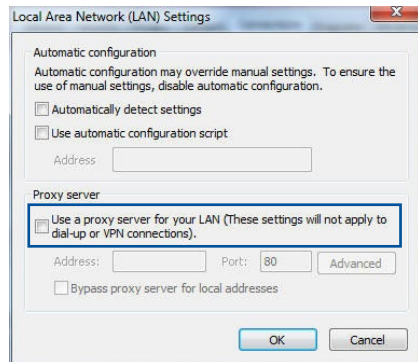 Local Area Network (LAN) Settings
Automatic configuration
Automatic configuration may override manual settings. To ensure the
use of manual settings, disable automatic configuration.
Automatically detect settings
Use automatic configuration script
Address
Proxy server
Use a proxy server for your LAN (These settings will not apply to
dial-up or VPN connections).
Address: Port: 80 Advanced
Bypass proxy server for local addresses
OK Cancel